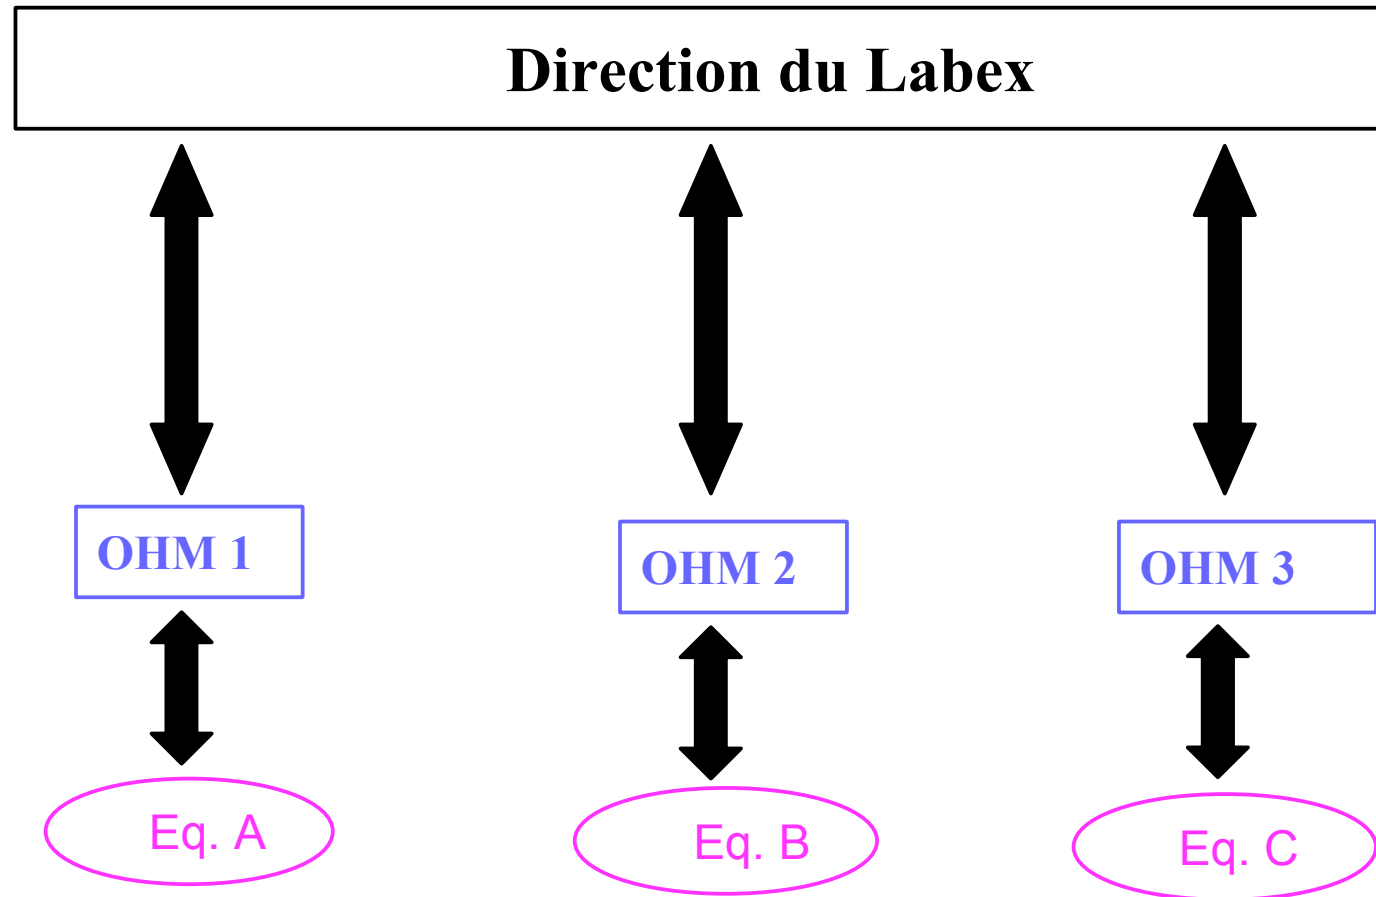 Direction du Labex
OHM 1
OHM 2
OHM 3
Eq. A
Eq. B
Eq. C